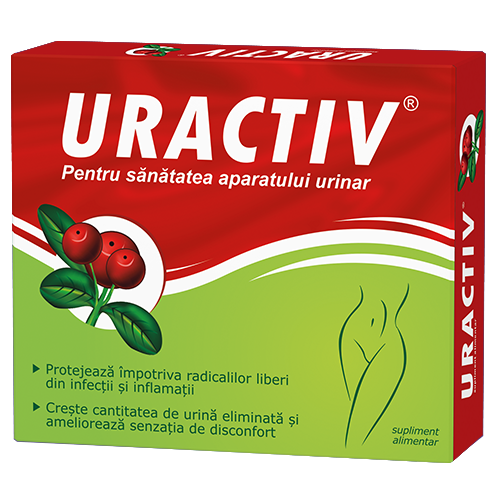 URACTIV
URACTIV®
Pentru sănătatea aparatului urinar
Protejează împotriva radicalilor liberi
din infecții și inflamații
Crește cantitatea de urină eliminată și
ameliorează senzația de disconfort
supliment
alimentar
URACTIV